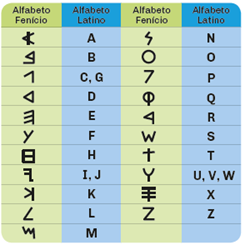 Alfabeto Fenício Alfabeto Latino Alfabeto Fenício Alfabeto Latino
𐤀 A 𐤍 N
𐤁 B 𐤏 O
𐤂 C, G 𐤐 P
𐤃 D 𐤒 Q
𐤄 E 𐤓 R
𐤅 F 𐤔 S
𐤇 H 𐤕 T
𐤉 I, J Y U, V, W
𐤊 K 𐤎 X
𐤋 L Z Z
𐤌 M